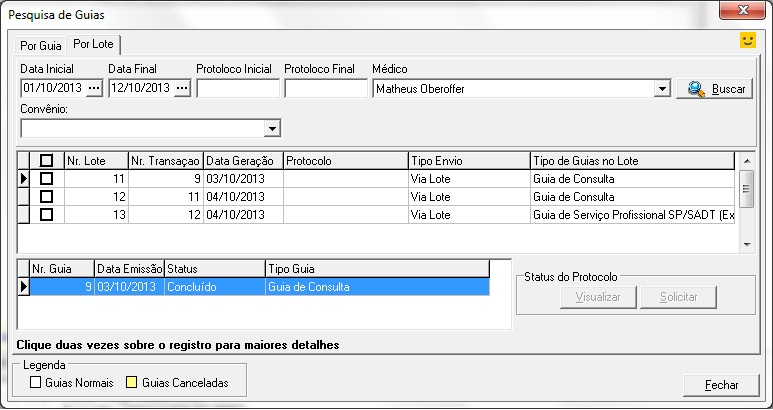 Pesquisa de Guias
Por Guia Por Lote
Data Inicial Data Final Protoloco Inicial Protoloco Final Médico
01/10/2013 ... 12/10/2013 ... Matheus Oberoffer Buscar
Convênio:
Nr. Lote Nr. Transaçao Data Geração Protocolo Tipo Envio Tipo de Guias no Lote
11 9 03/10/2013 Via Lote Guia de Consulta
12 11 04/10/2013 Via Lote Guia de Consulta
13 12 04/10/2013 Via Lote Guia de Serviço Profissional SP/SADT (Ex
Nr. Guia Data Emissão Status Tipo Guia
9 03/10/2013 Concluído Guia de Consulta
Status do Protocolo
Visualizar Solicitar
Clique duas vezes sobre o registro para maiores detalhes
Legenda
Guias Normais Guias Canceladas
Fechar